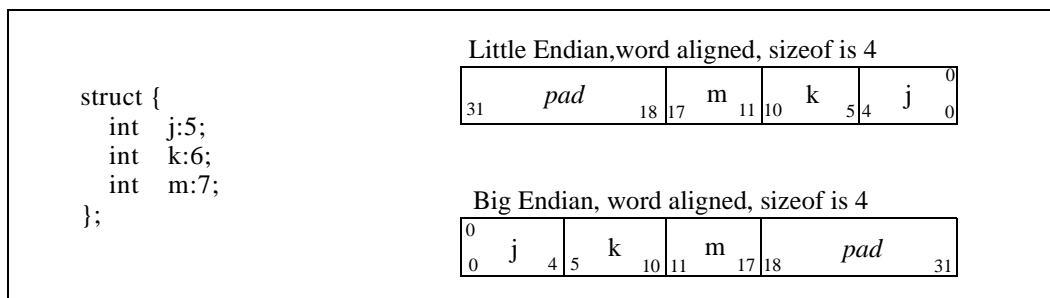 struct {
int j:5;
int k:6;
int m:7;
};
Little Endian,word aligned, sizeof is 4
0
pad m k j
31 18 17 11 10 5 4 0
Big Endian, word aligned, sizeof is 4
0
j k m pad
0 4 5 10 11 17 18 31